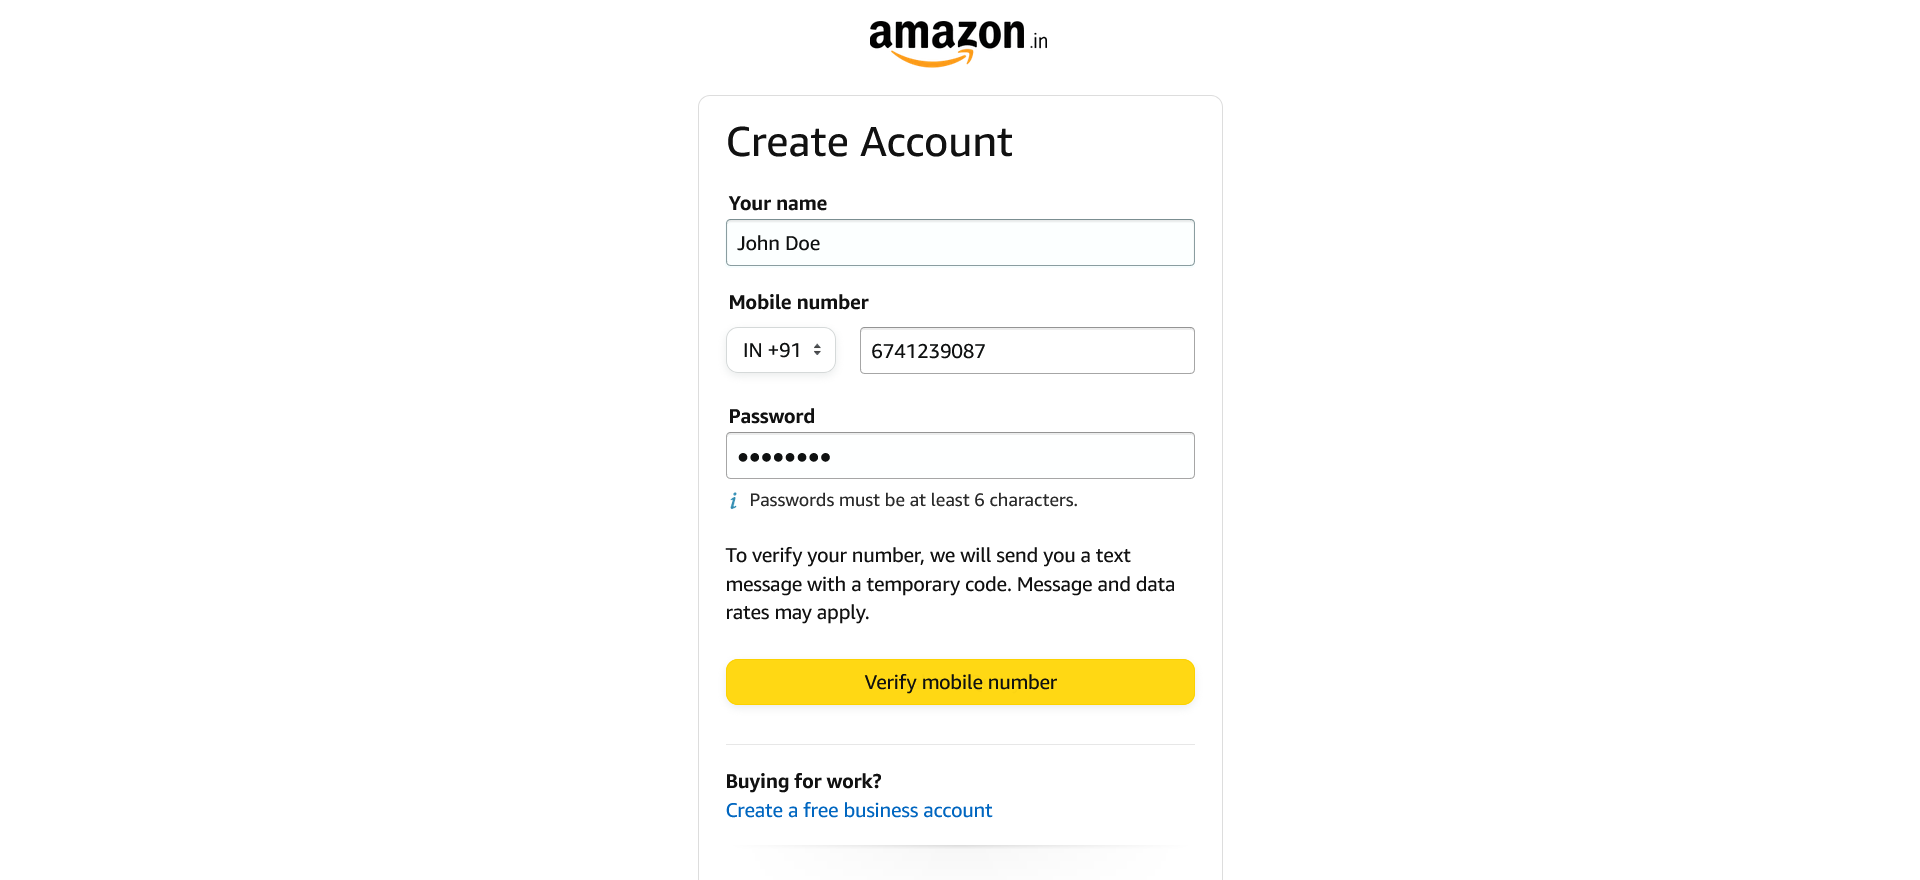 amazon.in
Create Account
Your name
John Doe
Mobile number
IN +91 6741239087
Password
••••••••
i Passwords must be at least 6 characters.
To verify your number, we will send you a text
message with a temporary code. Message and data
rates may apply.
Verify mobile number
Buying for work?
Create a free business account